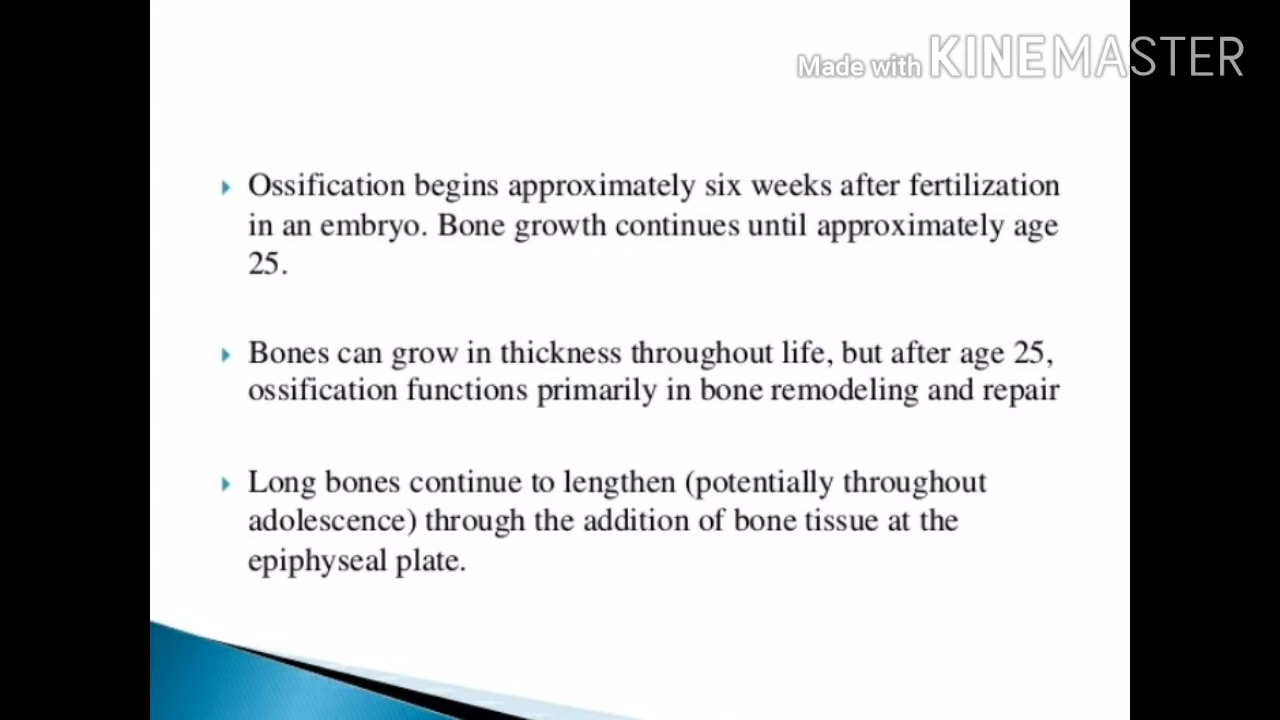 Made with KINEMASTER
Ossification begins approximately six weeks after fertilization
in an embryo. Bone growth continues until approximately age
25.
Bones can grow in thickness throughout life, but after age 25,
ossification functions primarily in bone remodeling and repair
Long bones continue to lengthen (potentially throughout
adolescence) through the addition of bone tissue at the
epiphyseal plate.